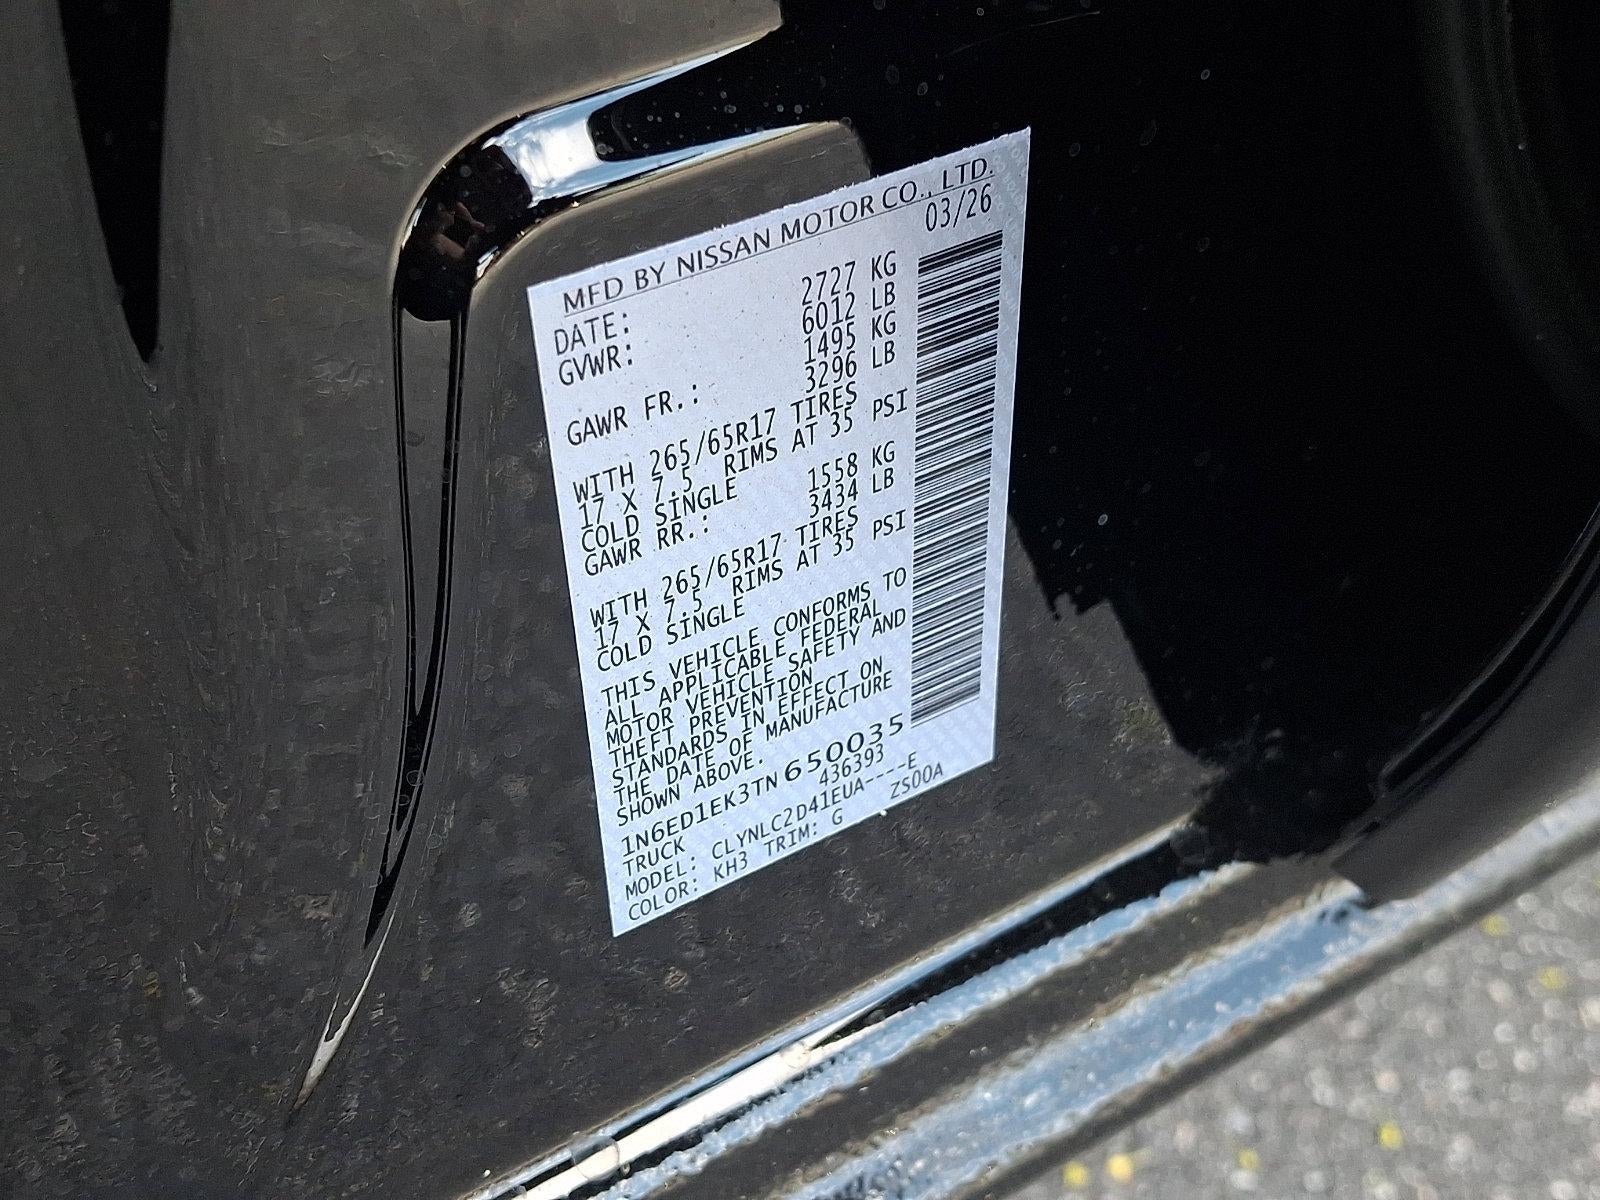 MFD BY NISSAN MOTOR CO., LTD.
DATE: 03/26
GVWR: 2727 KG
6012 LB
GAWR FR.: 1495 KG
3296 LB
WITH 265/65R17 TIRES
17 X 7.5 RIMS AT 35 PSI
COLD SINGLE
GAWR RR.: 1558 KG
3434 LB
WITH 265/65R17 TIRES
17 X 7.5 RIMS AT 35 PSI
COLD SINGLE
THIS VEHICLE CONFORMS TO
ALL APPLICABLE FEDERAL
MOTOR VEHICLE SAFETY AND
THEFT PREVENTION
STANDARDS IN EFFECT ON
THE DATE OF MANUFACTURE
SHOWN ABOVE.
1N6ED1EK3TN650035
TRUCK 436393
MODEL: CLYNLC2D41EUA----E
COLOR: KH3 TRIM: G ZS00A